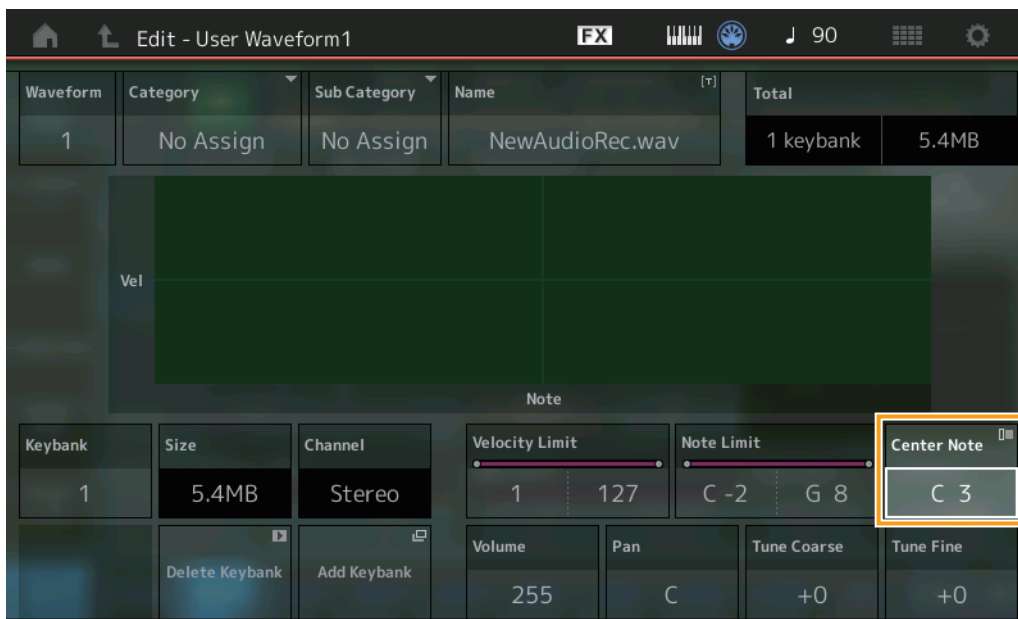 Edit - User Waveform1 FX ♩ 90
Waveform Category Sub Category Name [T] Total
1 No Assign No Assign NewAudioRec.wav 1 keybank 5.4MB
Vel
Note
Keybank Size Channel Velocity Limit Note Limit Center Note
1 5.4MB Stereo 1 127 C -2 G 8 C 3
Delete Keybank Add Keybank Volume Pan Tune Coarse Tune Fine
255 C +0 +0